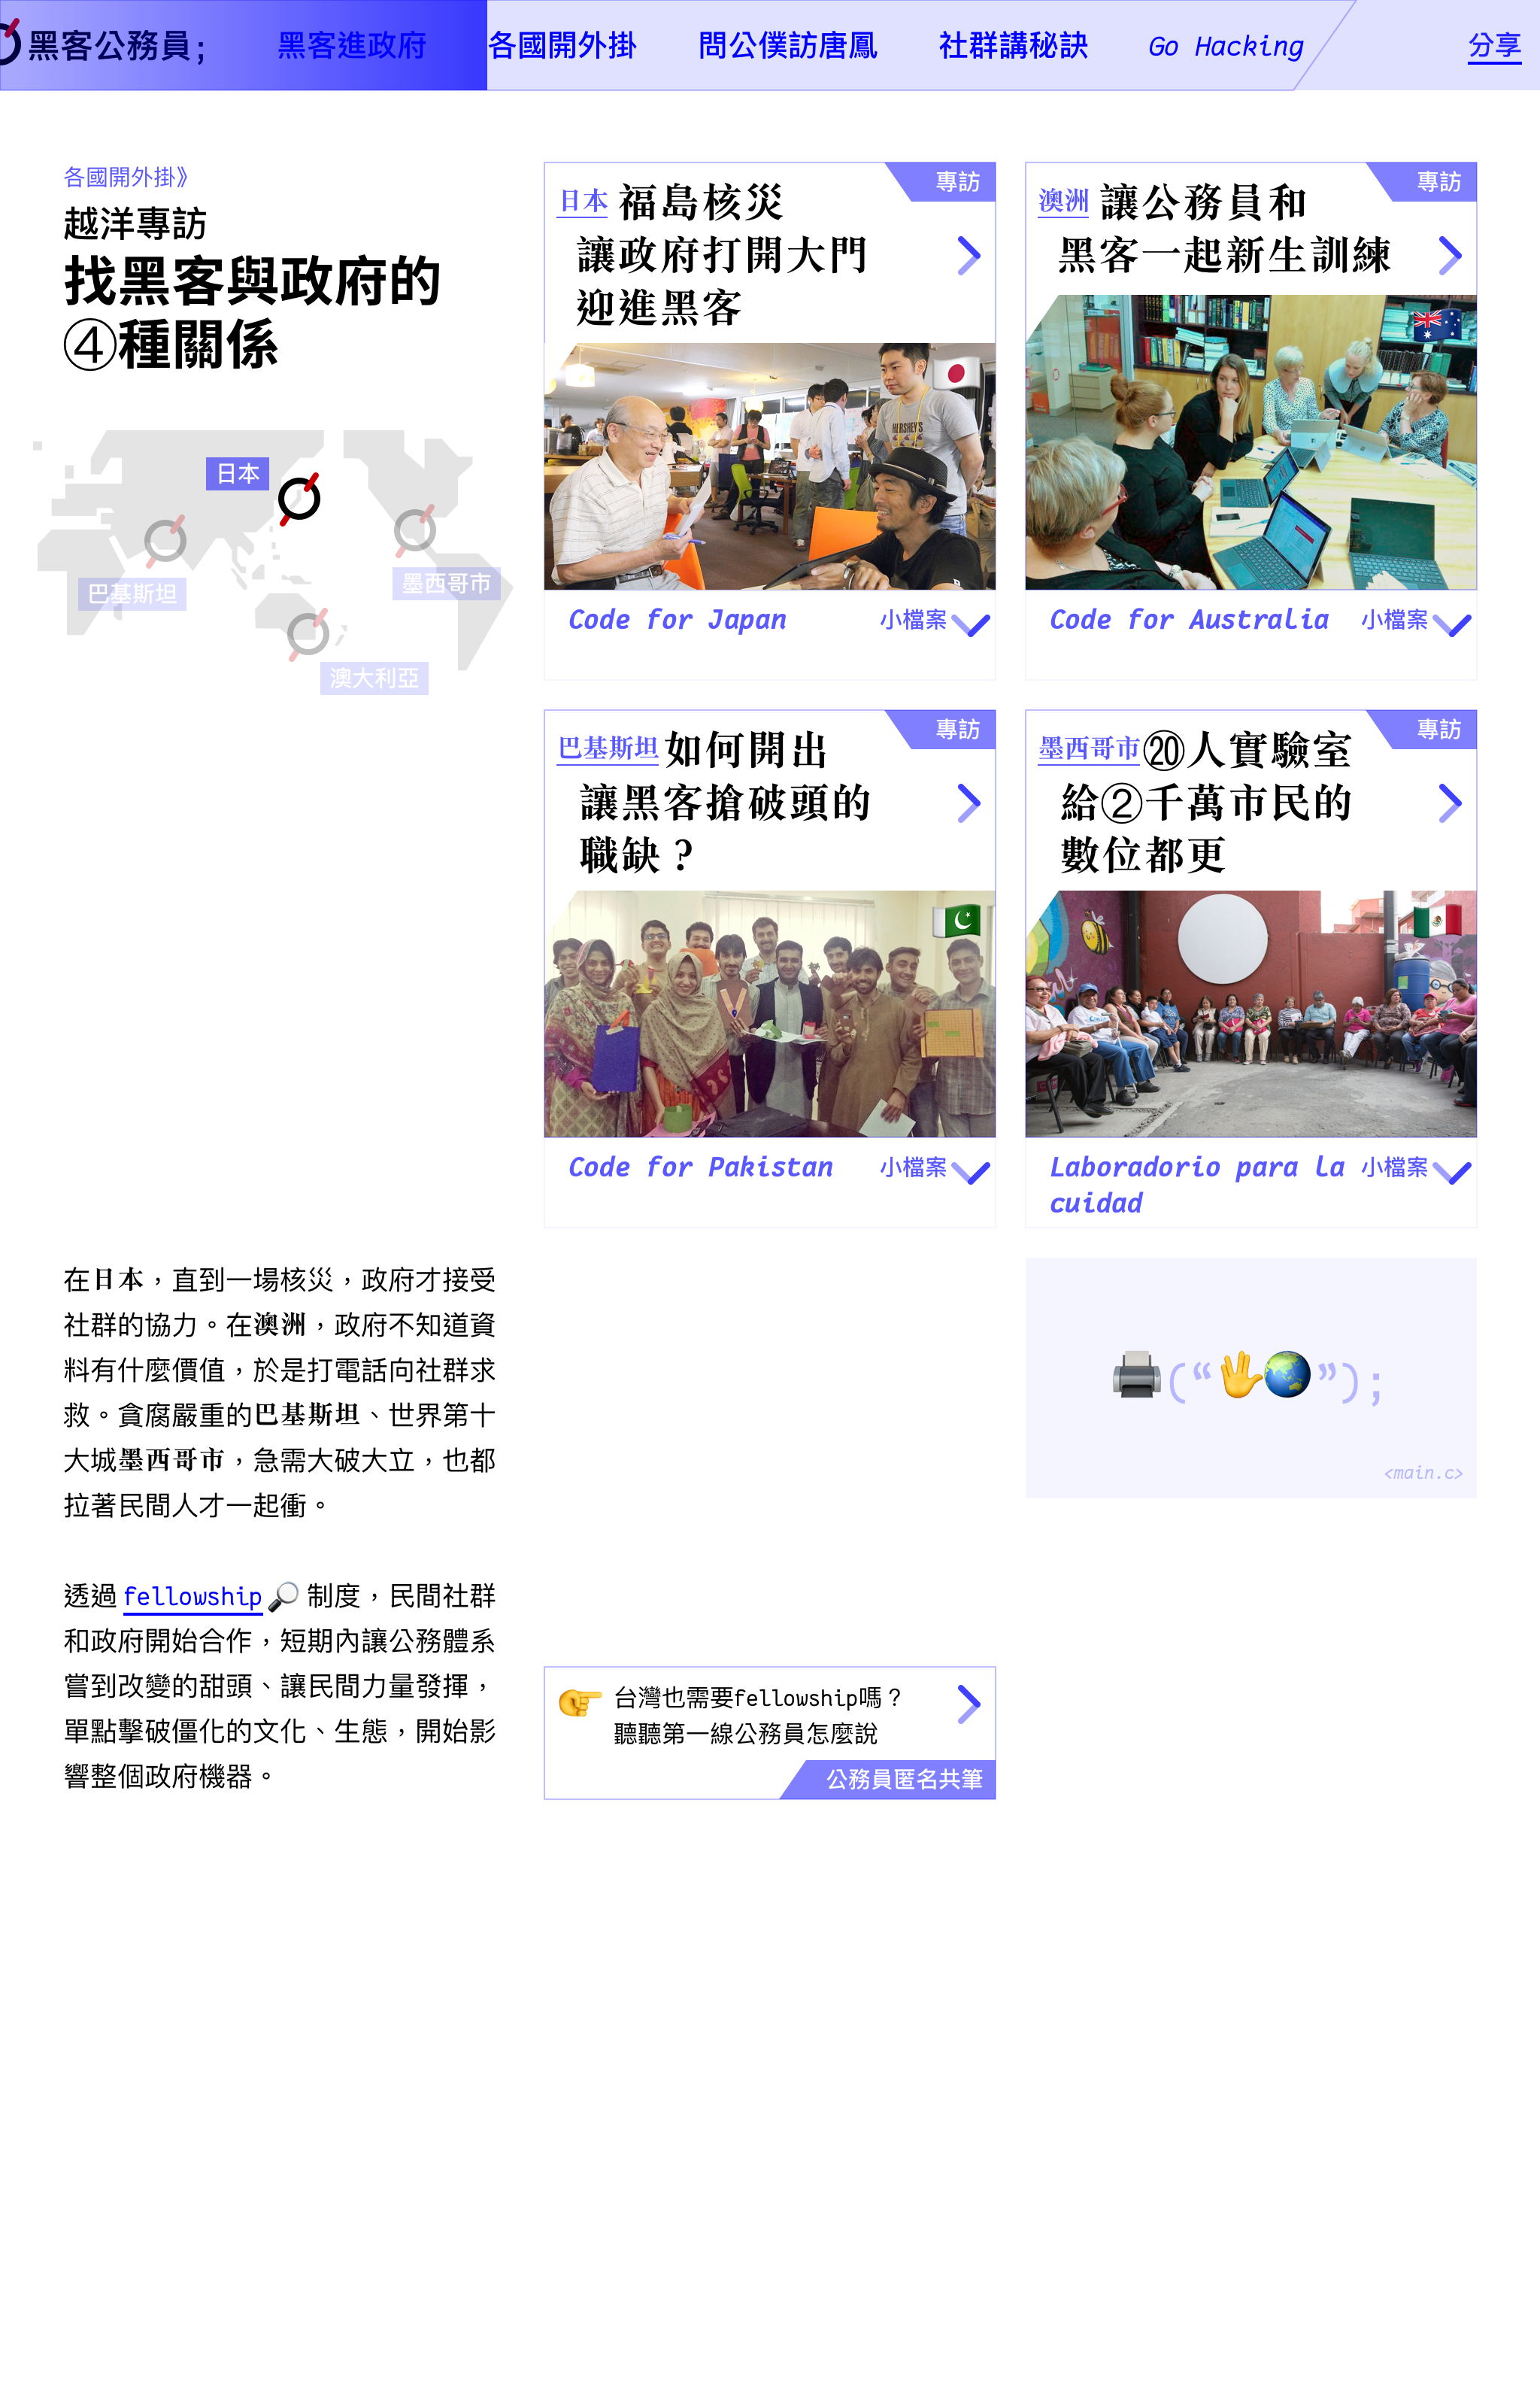 黑客公務員;
黑客進政府
各國開外掛
問公僕訪唐鳳
社群講秘訣
Go Hacking
分享
各國開外掛》
越洋專訪
找黑客與政府的
④種關係
日本
巴基斯坦
墨西哥市
澳大利亞
專訪
日本 福島核災
讓政府打開大門
迎進黑客
HERSHEY'S
Code for Japan
小檔案
專訪
澳洲 讓公務員和
黑客一起新生訓練
Code for Australia
小檔案
專訪
巴基斯坦 如何開出
讓黑客搶破頭的
職缺？
Code for Pakistan
小檔案
專訪
墨西哥市 ⑳人實驗室
給②千萬市民的
數位都更
Laboradorio para la
cuidad
小檔案
在日本，直到一場核災，政府才接受
社群的協力。在澳洲，政府不知道資
料有什麼價值，於是打電話向社群求
救。貪腐嚴重的巴基斯坦、世界第十
大城墨西哥市，急需大破大立，也都
拉著民間人才一起衝。
🖨️(“🖖🌏”);
<main.c>
透過 fellowship🔎 制度，民間社群
和政府開始合作，短期內讓公務體系
嘗到改變的甜頭、讓民間力量發揮，
單點擊破僵化的文化、生態，開始影
響整個政府機器。
👉 台灣也需要fellowship嗎？
聽聽第一線公務員怎麼說
公務員匿名共筆